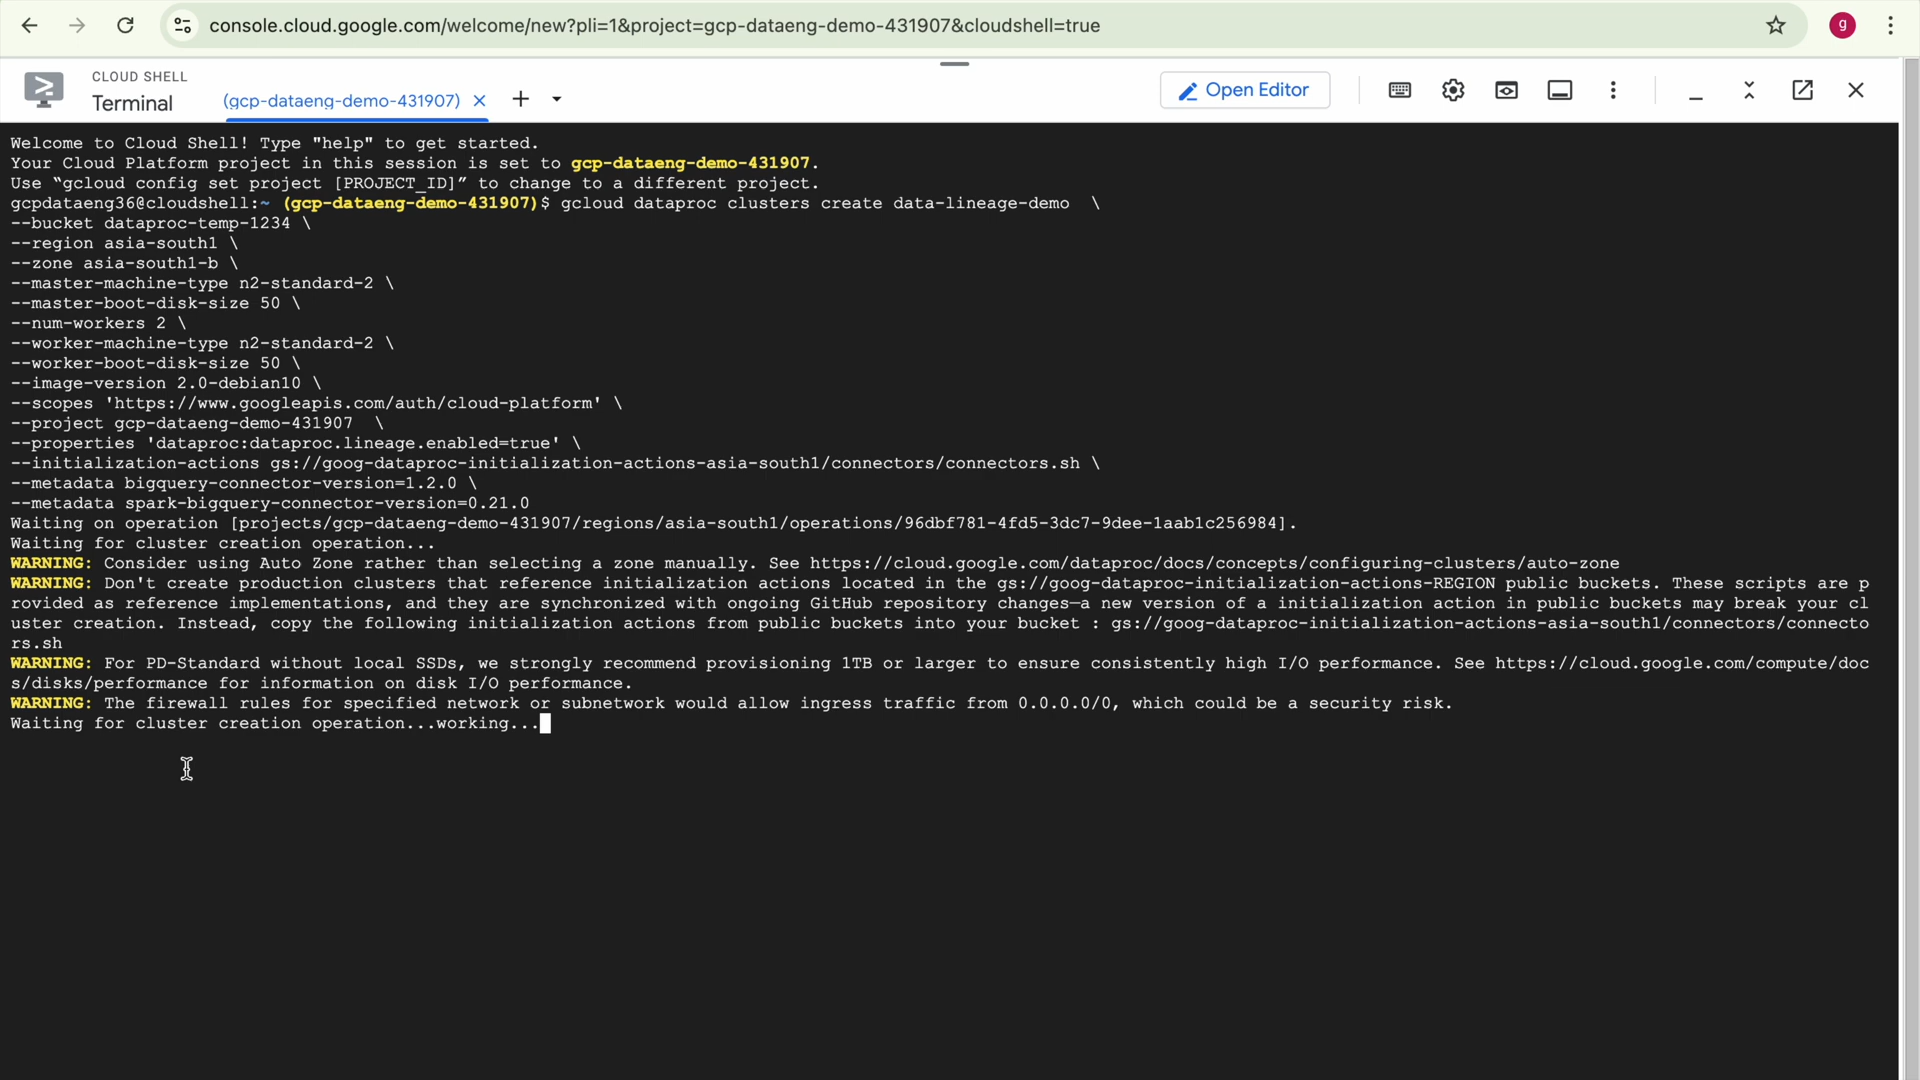 console.cloud.google.com/welcome/new?pli=1&project=gcp-dataeng-demo-431907&cloudshell=true
g
CLOUD SHELL
Terminal
(gcp-dataeng-demo-431907)
Open Editor
Welcome to Cloud Shell! Type "help" to get started.
Your Cloud Platform project in this session is set to gcp-dataeng-demo-431907.
Use “gcloud config set project [PROJECT_ID]” to change to a different project.
gcpdataeng36@cloudshell:~ (gcp-dataeng-demo-431907)$ gcloud dataproc clusters create data-lineage-demo  \
--bucket dataproc-temp-1234 \
--region asia-south1 \
--zone asia-south1-b \
--master-machine-type n2-standard-2 \
--master-boot-disk-size 50 \
--num-workers 2 \
--worker-machine-type n2-standard-2 \
--worker-boot-disk-size 50 \
--image-version 2.0-debian10 \
--scopes 'https://www.googleapis.com/auth/cloud-platform' \
--project gcp-dataeng-demo-431907  \
--properties 'dataproc:dataproc.lineage.enabled=true' \
--initialization-actions gs://goog-dataproc-initialization-actions-asia-south1/connectors/connectors.sh \
--metadata bigquery-connector-version=1.2.0 \
--metadata spark-bigquery-connector-version=0.21.0
Waiting on operation [projects/gcp-dataeng-demo-431907/regions/asia-south1/operations/96dbf781-4fd5-3dc7-9dee-1aab1c256984].
Waiting for cluster creation operation...
WARNING: Consider using Auto Zone rather than selecting a zone manually. See https://cloud.google.com/dataproc/docs/concepts/configuring-clusters/auto-zone
WARNING: Don't create production clusters that reference initialization actions located in the gs://goog-dataproc-initialization-actions-REGION public buckets. These scripts are p
rovided as reference implementations, and they are synchronized with ongoing GitHub repository changes—a new version of a initialization action in public buckets may break your cl
uster creation. Instead, copy the following initialization actions from public buckets into your bucket : gs://goog-dataproc-initialization-actions-asia-south1/connectors/connecto
rs.sh
WARNING: For PD-Standard without local SSDs, we strongly recommend provisioning 1TB or larger to ensure consistently high I/O performance. See https://cloud.google.com/compute/doc
s/disks/performance for information on disk I/O performance.
WARNING: The firewall rules for specified network or subnetwork would allow ingress traffic from 0.0.0.0/0, which could be a security risk.
Waiting for cluster creation operation...working...